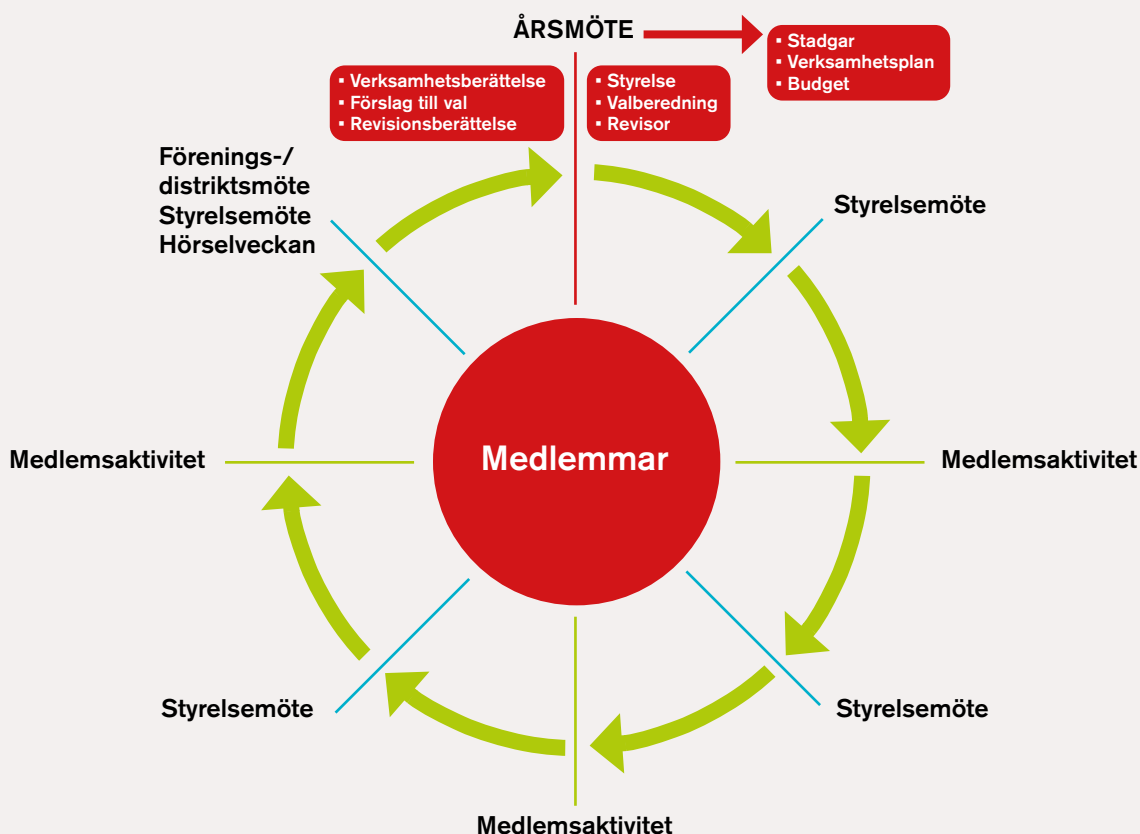 ÅRSMÖTE
▪ Stadgar
▪ Verksamhetsplan
▪ Budget
▪ Verksamhetsberättelse
▪ Förslag till val
▪ Revisionsberättelse
▪ Styrelse
▪ Valberedning
▪ Revisor
Förenings-/
distriktsmöte
Styrelsemöte
Hörselveckan
Styrelsemöte
Medlemsaktivitet
Medlemmar
Medlemsaktivitet
Styrelsemöte
Styrelsemöte
Medlemsaktivitet